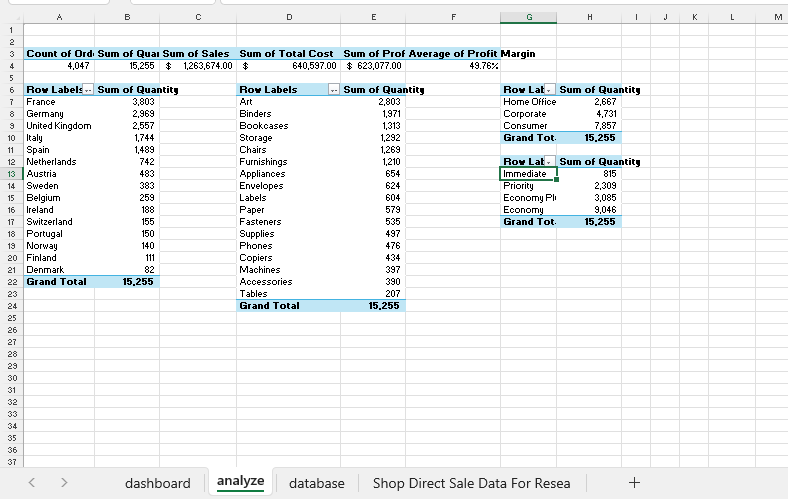 A B C D E F G H I J K L M
1
2
3 Count of Ord Sum of Quai Sum of Sales Sum of Total Cost Sum of Prof Average of Profit Margin
4 4,047 15,255 $ 1,263,674.00 $ 640,597.00 $ 623,077.00 49.76%
5
6 Row Labels Sum of Quantity Row Labels Sum of Quantity Row Lab Sum of Quantity
7 France 3,803 Art 2,803 Home Office 2,667
8 Germany 2,969 Binders 1,971 Corporate 4,731
9 United Kingdom 2,557 Bookcases 1,313 Consumer 7,857
10 Italy 1,744 Storage 1,292 Grand Tot 15,255
11 Spain 1,489 Chairs 1,269
12 Netherlands 742 Furnishings 1,210 Row Lab Sum of Quantity
13 Austria 483 Appliances 654 Immediate 815
14 Sweden 383 Envelopes 624 Priority 2,309
15 Belgium 259 Labels 604 Economy Pl 3,085
16 Ireland 188 Paper 579 Economy 9,046
17 Switzerland 155 Fasteners 535 Grand Tot 15,255
18 Portugal 150 Supplies 497
19 Norway 140 Phones 476
20 Finland 111 Copiers 434
21 Denmark 82 Machines 397
22 Grand Total 15,255 Accessories 390
23 Tables 207
24 Grand Total 15,255
25
26
27
28
29
30
31
32
33
34
35
36
37
dashboard analyze database Shop Direct Sale Data For Resea